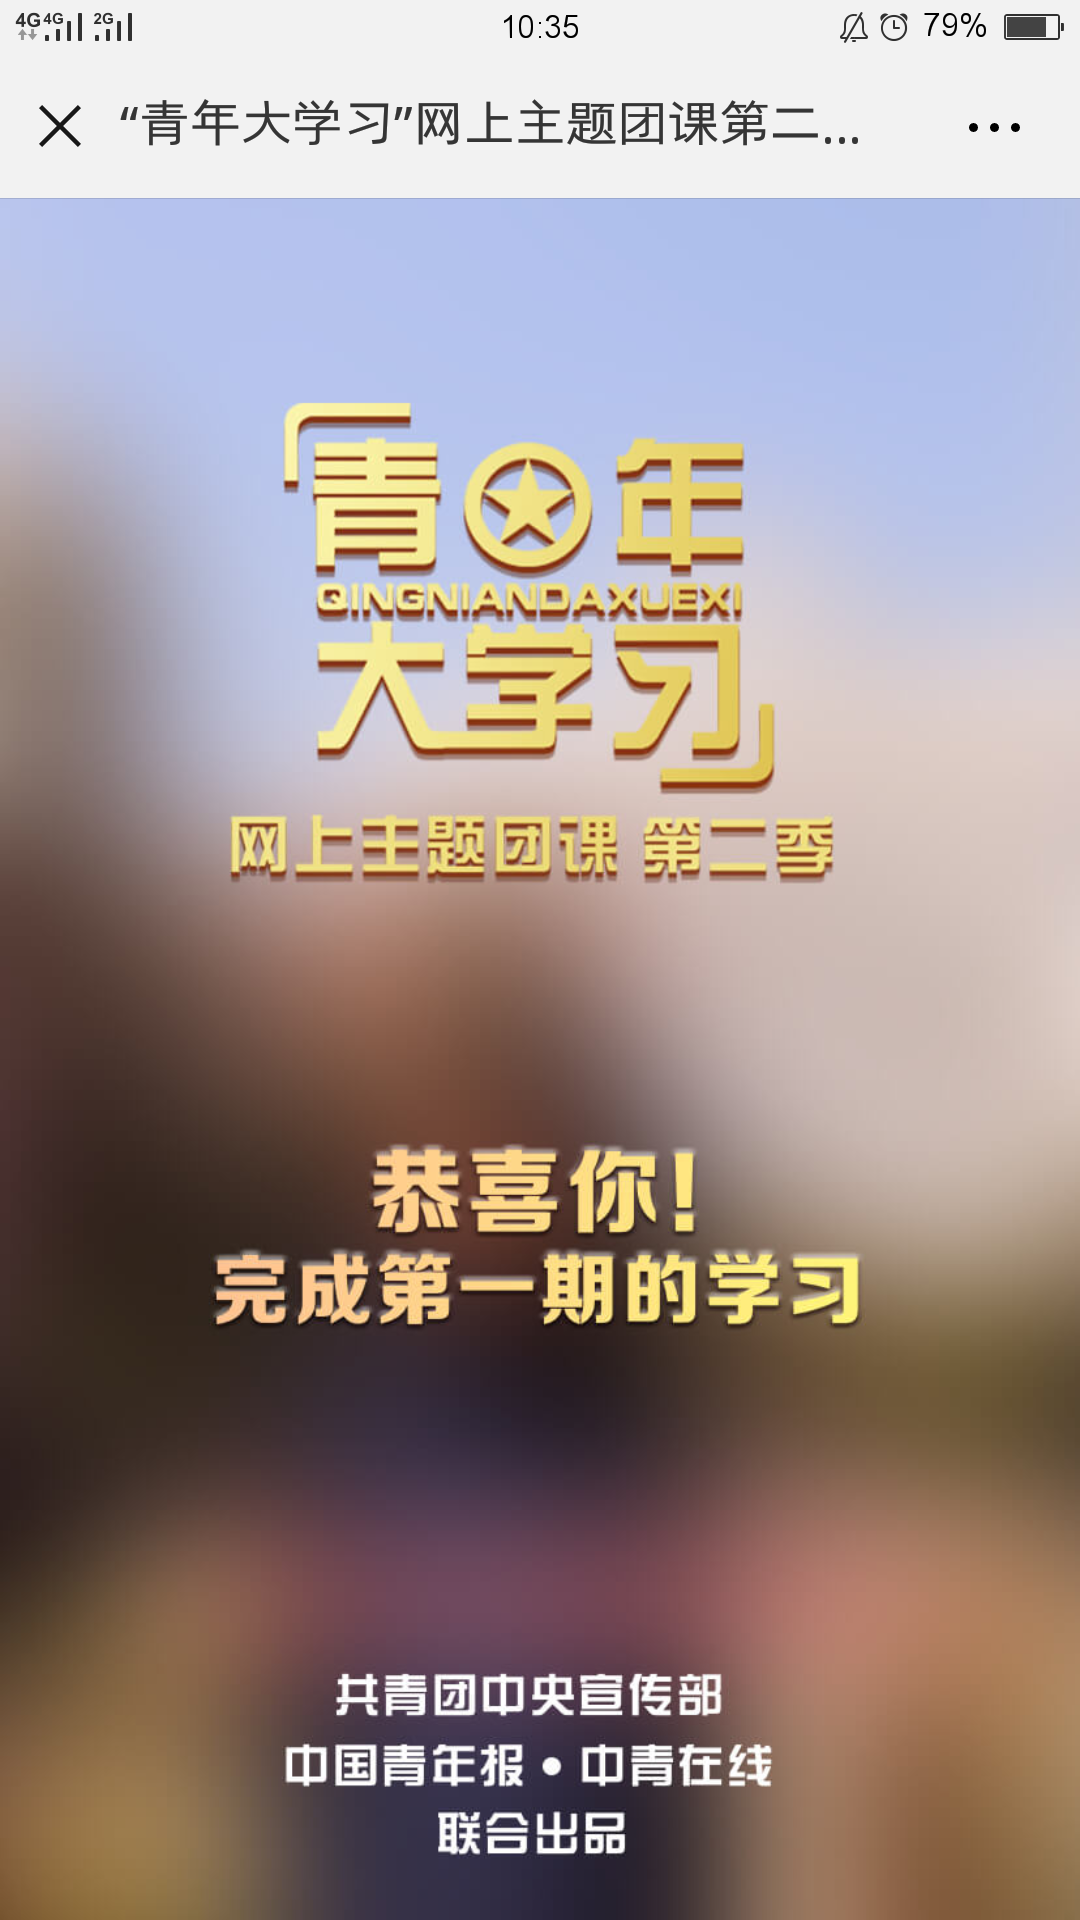 4G 4G 2G 10:35 79%
“青年大学习”网上主题团课第二...
青年
QINGNIANDAXUEXI
大学习
网上主题团课 第二季
恭喜你!
完成第一期的学习
共青团中央宣传部
中国青年报·中青在线
联合出品